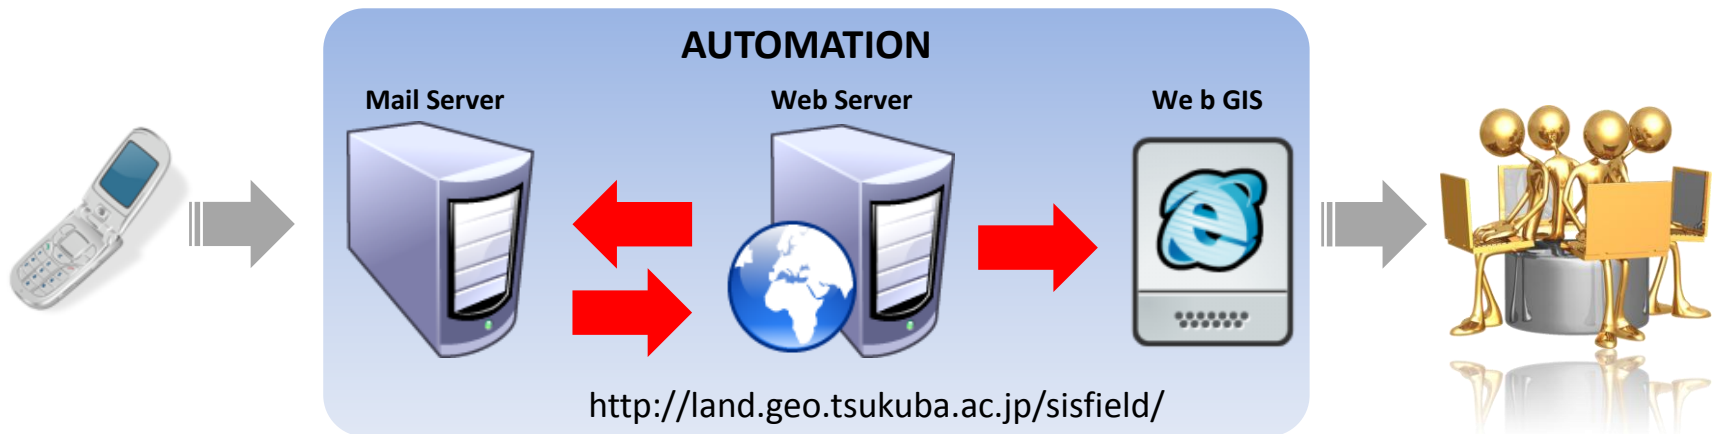 AUTOMATION
Mail Server
Web Server
We b GIS
http://land.geo.tsukuba.ac.jp/sisfield/